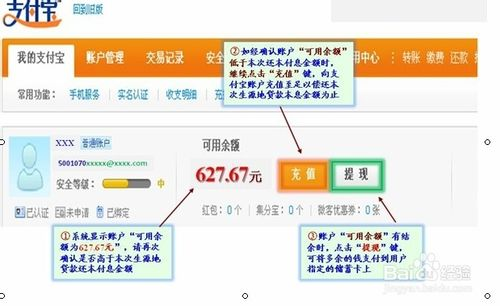 支付宝
回到旧版
我的支付宝 账户管理 交易记录 安全 用中心 转账 缴费 还款
常用功能： 手机服务 实名认证 收支明细
②如经确认账户“可用余额”
低于本次还本付息金额时，
继续点击“充值”键，向支
付宝账户充值至足以偿还本
次生源地贷款本息金额为止
XXX 普通账户
5001070xxxxx@xxxx.com
安全等级： 中
已认证 未申请 已绑定
可用余额
627.67元
充 值
提 现
红包：0 个 集分宝：0 个 微客优惠券：0 张
①系统显示账户“可用余
额为627.67元”，请再次
确认是否高于本次生源地
贷款还本付息金额
③账户“可用余额”有结
余时，点击“提现”键，
可将多余的钱支付到用户
指定的储蓄卡上
Baidu 经验
jingyan.baidu.com